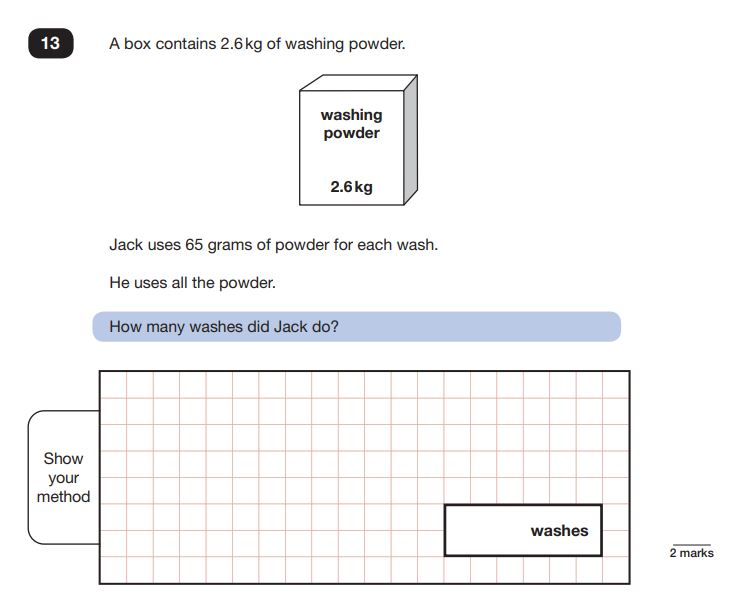 13
A box contains 2.6 kg of washing powder.
washing
powder
2.6 kg
Jack uses 65 grams of powder for each wash.
He uses all the powder.
How many washes did Jack do?
Show
your
method
washes
2 marks